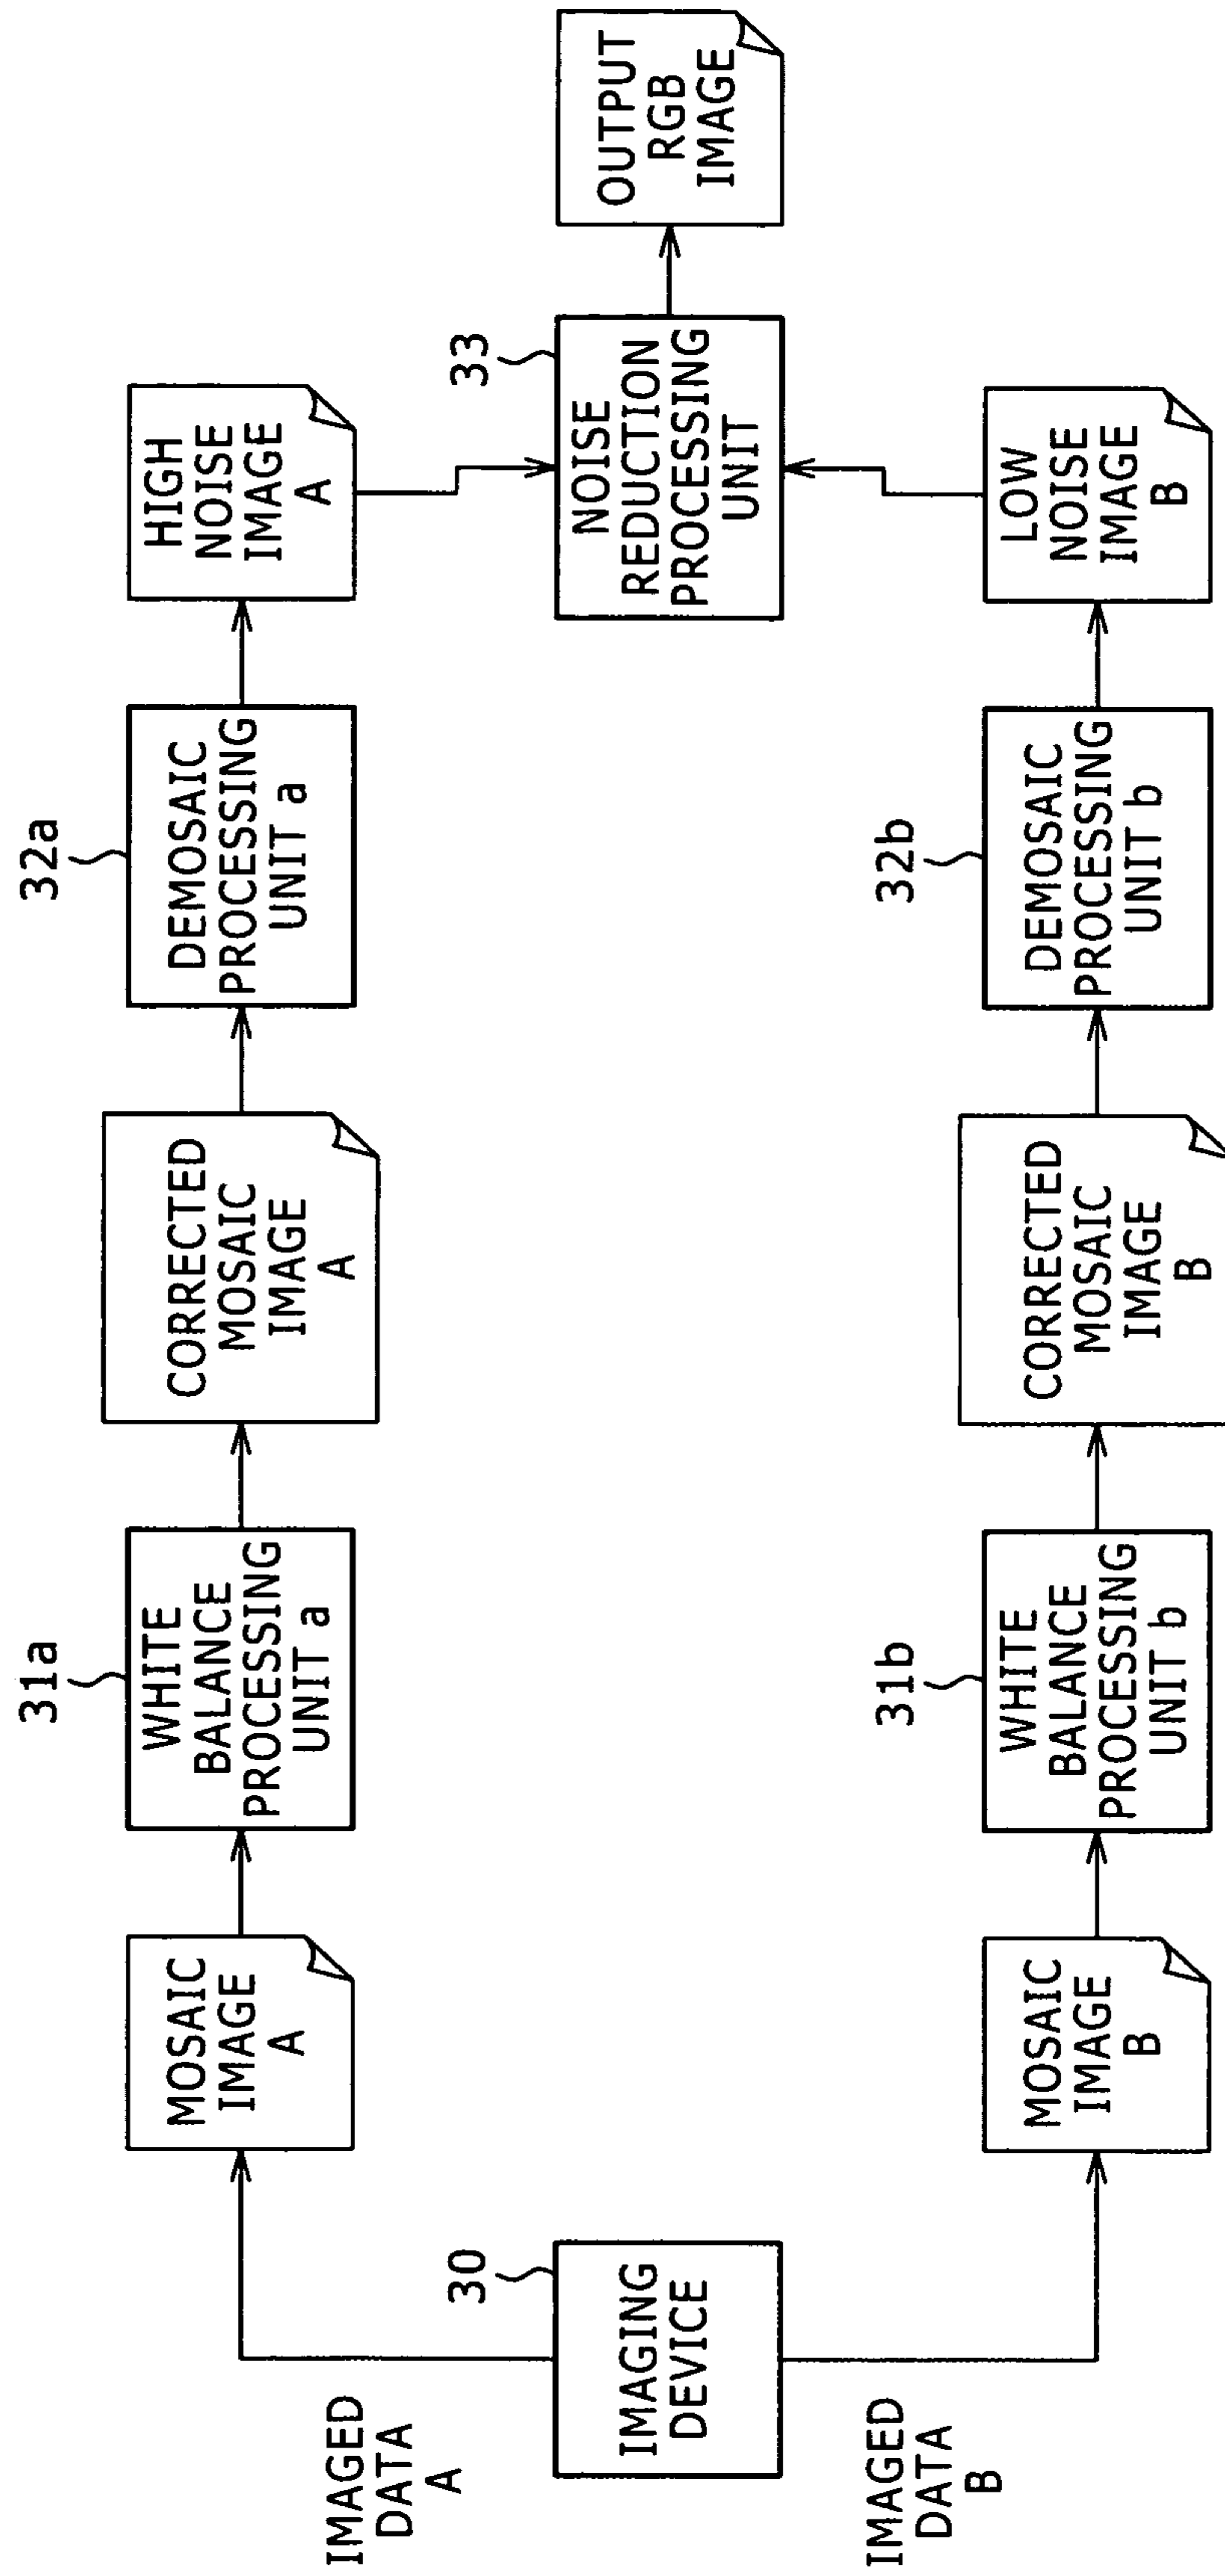 IMAGED
DATA
A
30
IMAGING
DEVICE
IMAGED
DATA
B
MOSAIC
IMAGE
A
31a
WHITE
BALANCE
PROCESSING
UNIT a
CORRECTED
MOSAIC
IMAGE
A
32a
DEMOSAIC
PROCESSING
UNIT a
HIGH
NOISE
IMAGE
A
MOSAIC
IMAGE
B
31b
WHITE
BALANCE
PROCESSING
UNIT b
CORRECTED
MOSAIC
IMAGE
B
32b
DEMOSAIC
PROCESSING
UNIT b
LOW
NOISE
IMAGE
B
33
NOISE
REDUCTION
PROCESSING
UNIT
OUTPUT
RGB
IMAGE